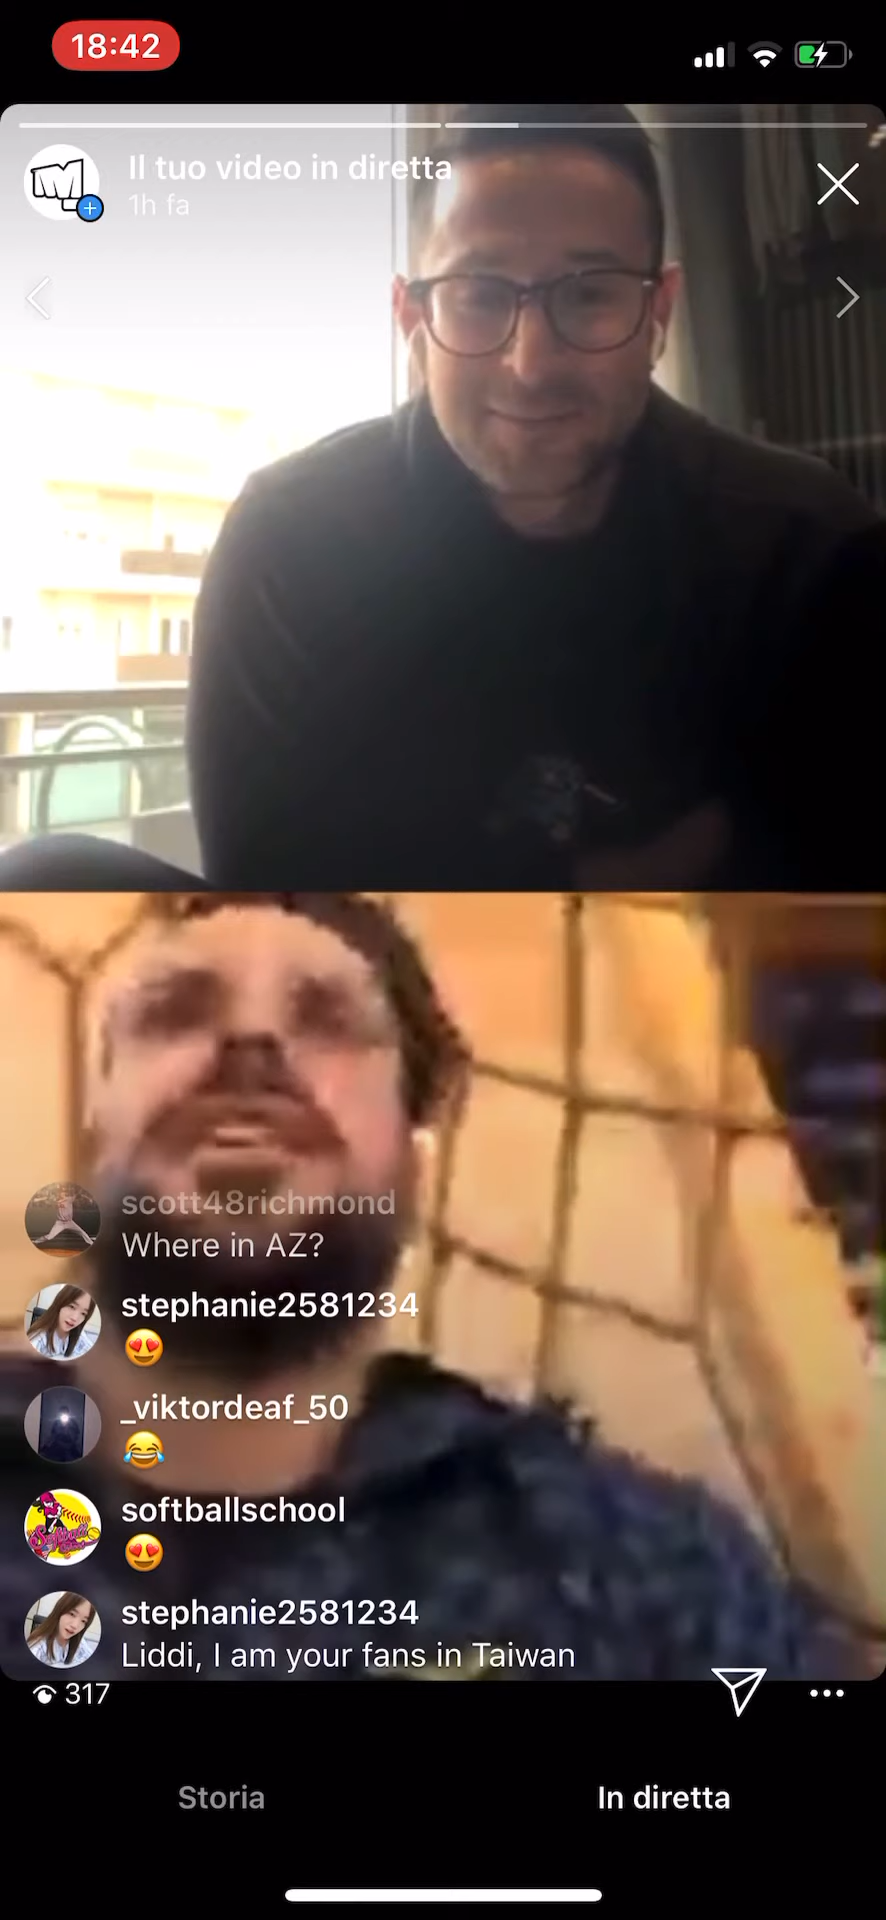 18:42
Il tuo video in diretta
1h fa
scott48richmond
Where in AZ?
stephanie2581234
😍
_viktordeaf_50
😂
softballschool
😍
stephanie2581234
Liddi, I am your fans in Taiwan
317
Storia
In diretta